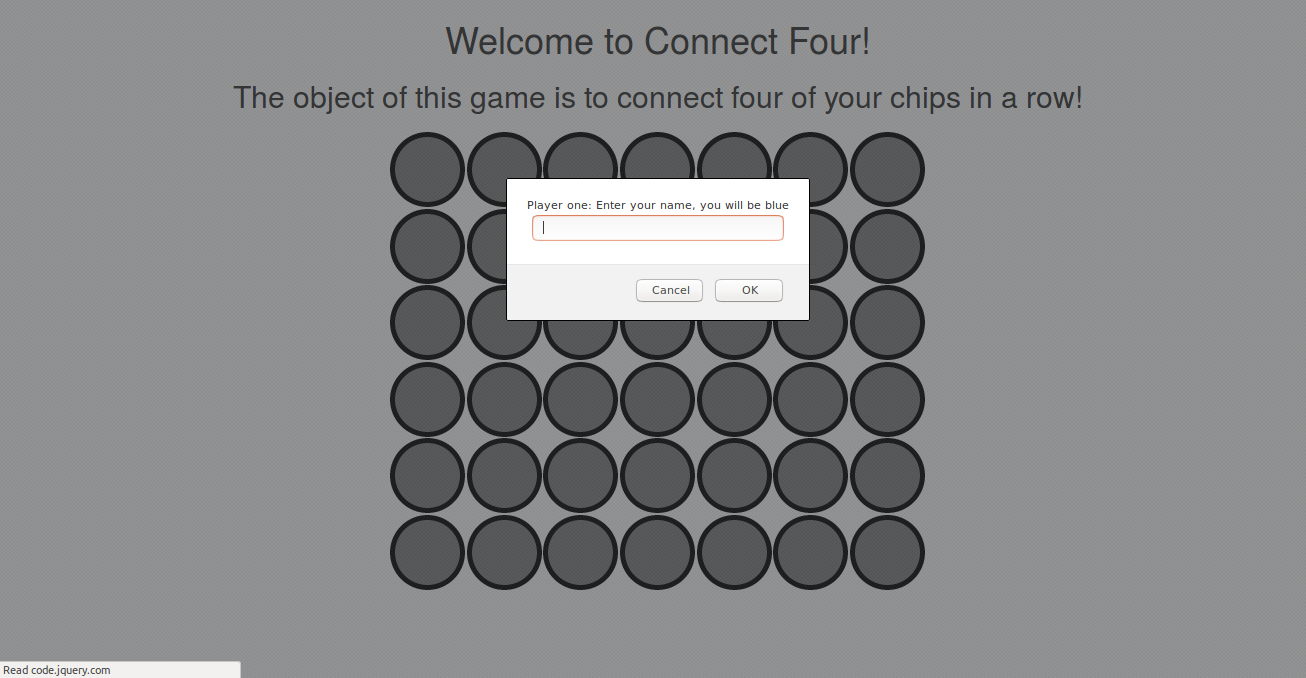 Welcome to Connect Four!
The object of this game is to connect four of your chips in a row!
Player one: Enter your name, you will be blue
Cancel OK
Read code.jquery.com